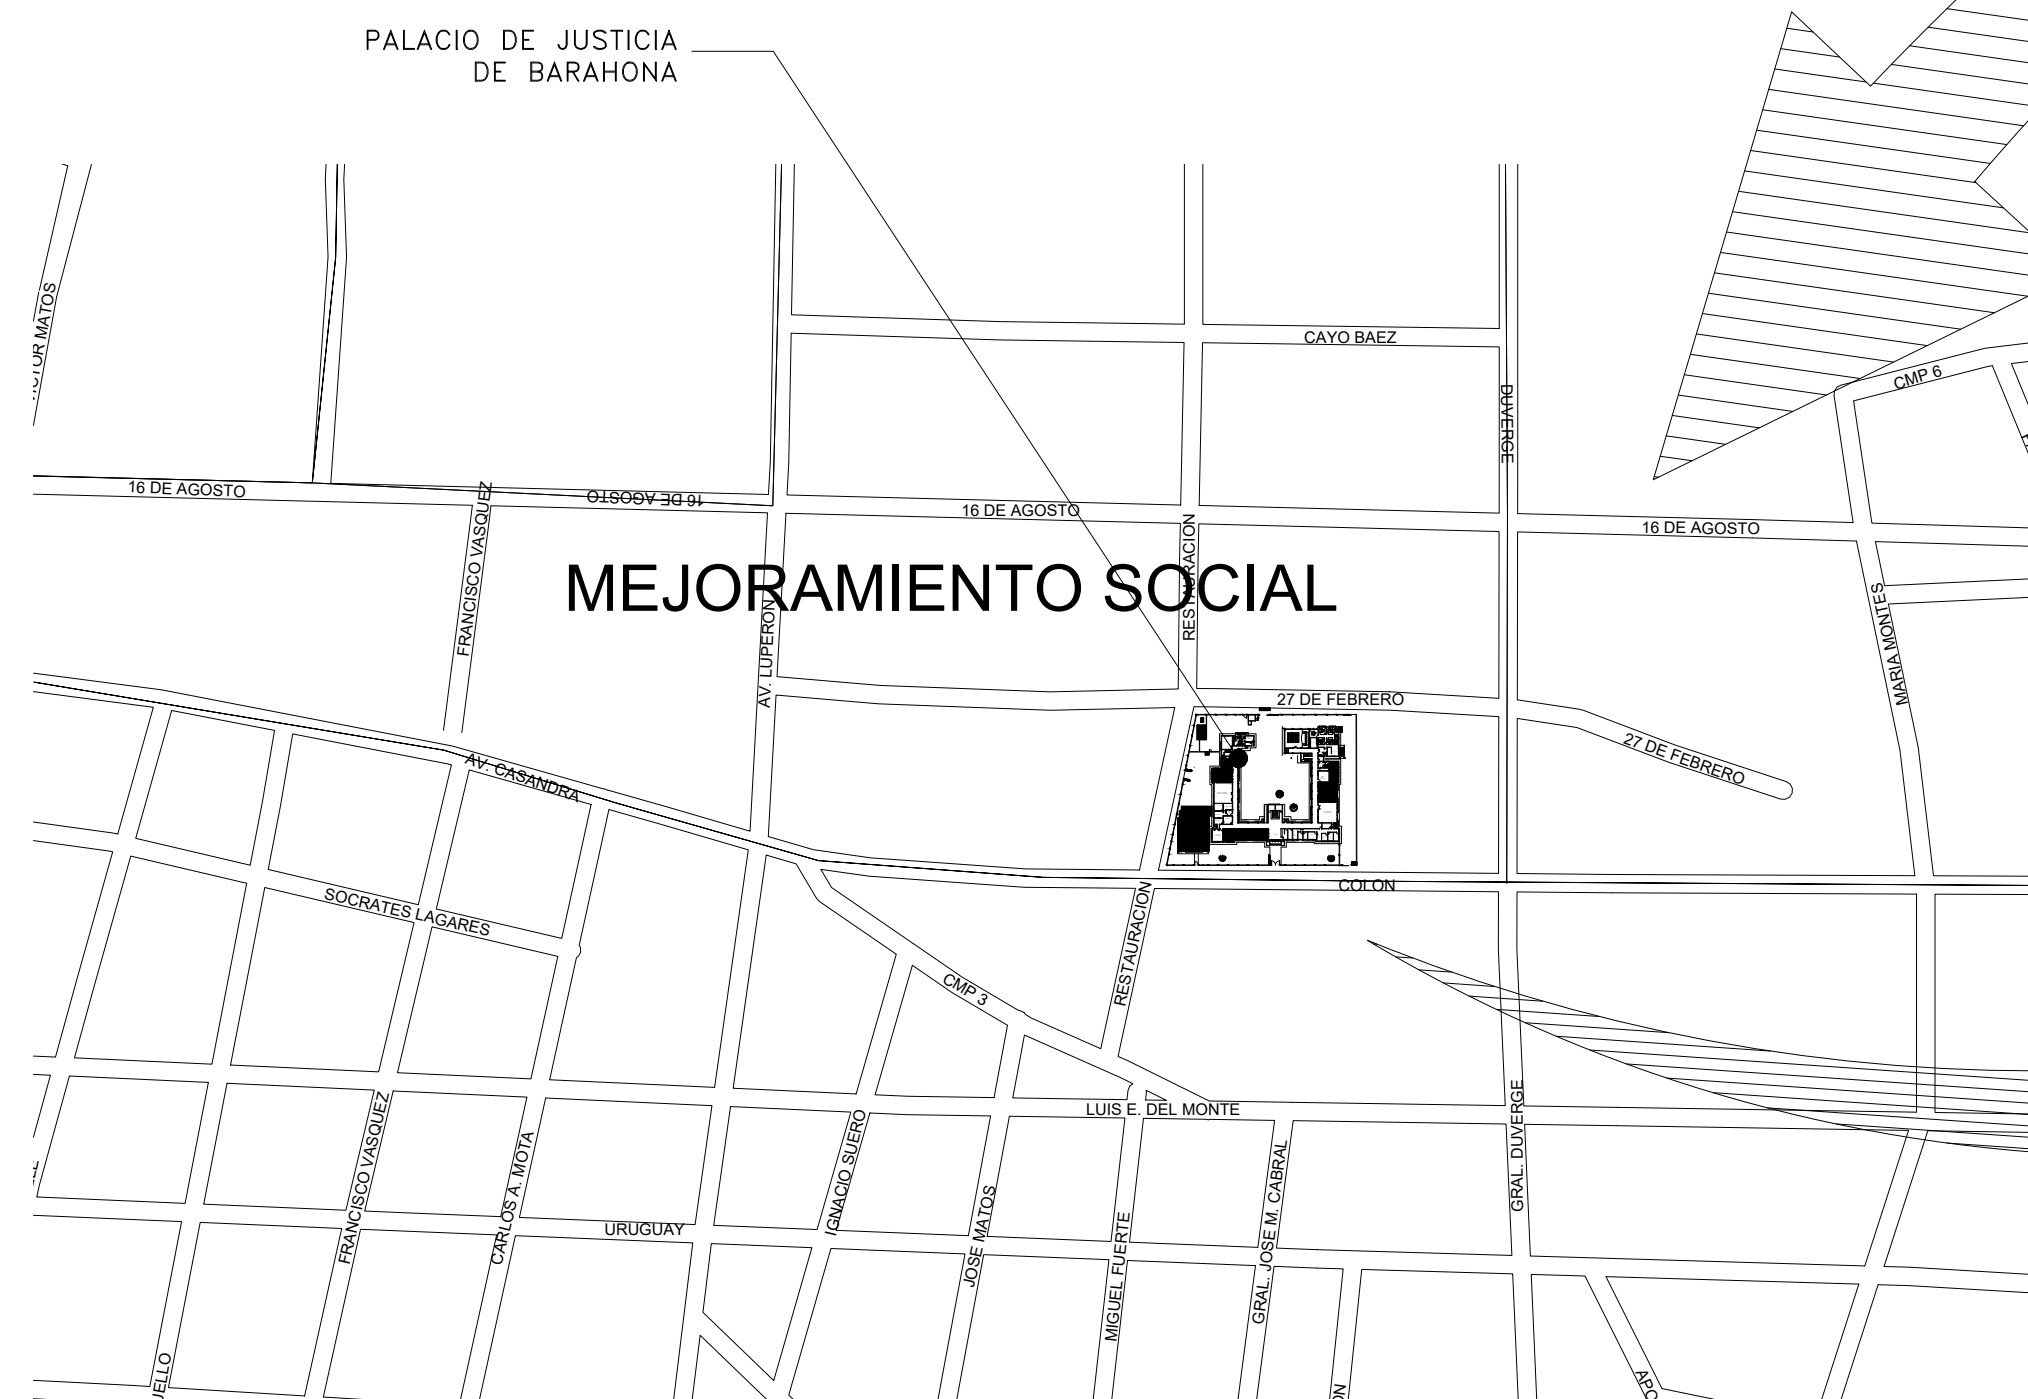 PALACIO DE JUSTICIA
DE BARAHONA
CAYO BAEZ
CMP 6
DUVERGE
16 DE AGOSTO
FRANCISCO VASQUEZ
16 DE AGOSTO
16 DE AGOSTO
RESTAURACION
16 DE AGOSTO
MEJORAMIENTO SOCIAL
AV. LUPERON
MARIA MONTES
27 DE FEBRERO
27 DE FEBRERO
AV. CASANDRA
COLON
SOCRATES LAGARES
RESTAURACION
CMP 3
LUIS E. DEL MONTE
FRANCISCO VASQUEZ
CARLOS A. MOTA
IGNACIO SUERO
JOSE MATOS
MIGUEL FUERTE
GRAL. JOSE M. CABRAL
GRAL. DUVERGE
URUGUAY
MATOS